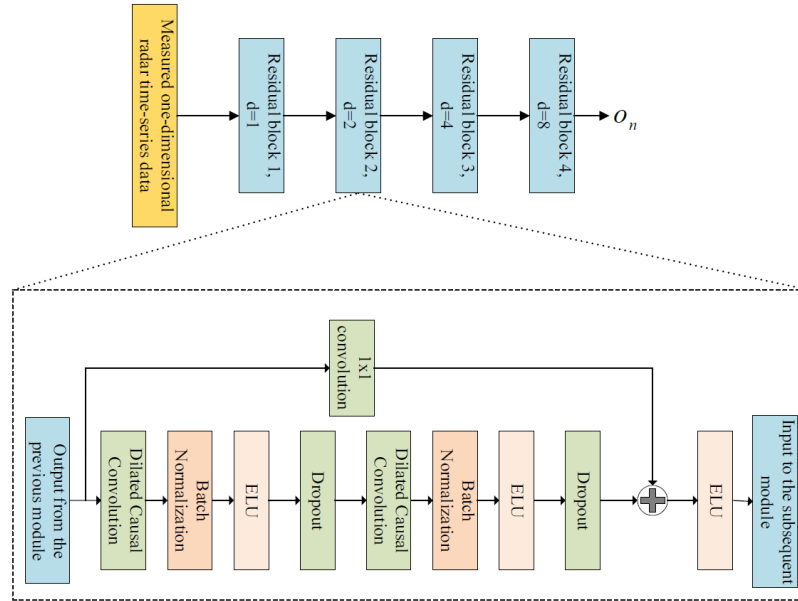 Measured one-dimensional
radar time-series data
Residual block 1,
d=1
Residual block 2,
d=2
Residual block 3,
d=4
Residual block 4,
d=8
O_n
1x1
convolution
Output from the
previous module
Dilated Causal
Convolution
Batch
Normalization
ELU
Dropout
Dilated Causal
Convolution
Batch
Normalization
ELU
Dropout
ELU
Input to the subsequent
module